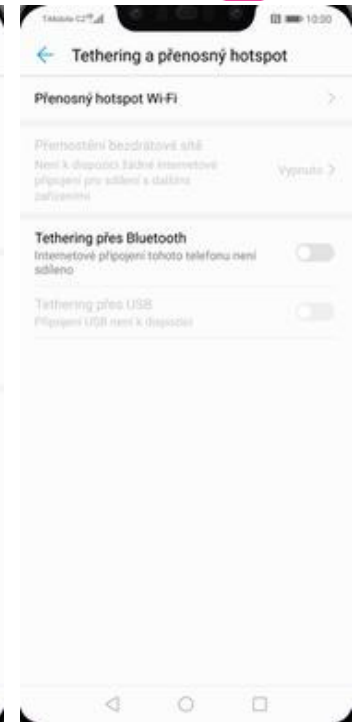 T-Mobile CZ 10:00
Tethering a přenosný hotspot
Přenosný hotspot Wi-Fi
Přemostění bezdrátové sítě
Není k dispozici žádné internetové
připojení pro sdílení s dalšími
zařízeními
Vypnuto
Tethering přes Bluetooth
Internetové připojení tohoto telefonu není
sdíleno
Tethering přes USB
Připojení USB není k dispozici